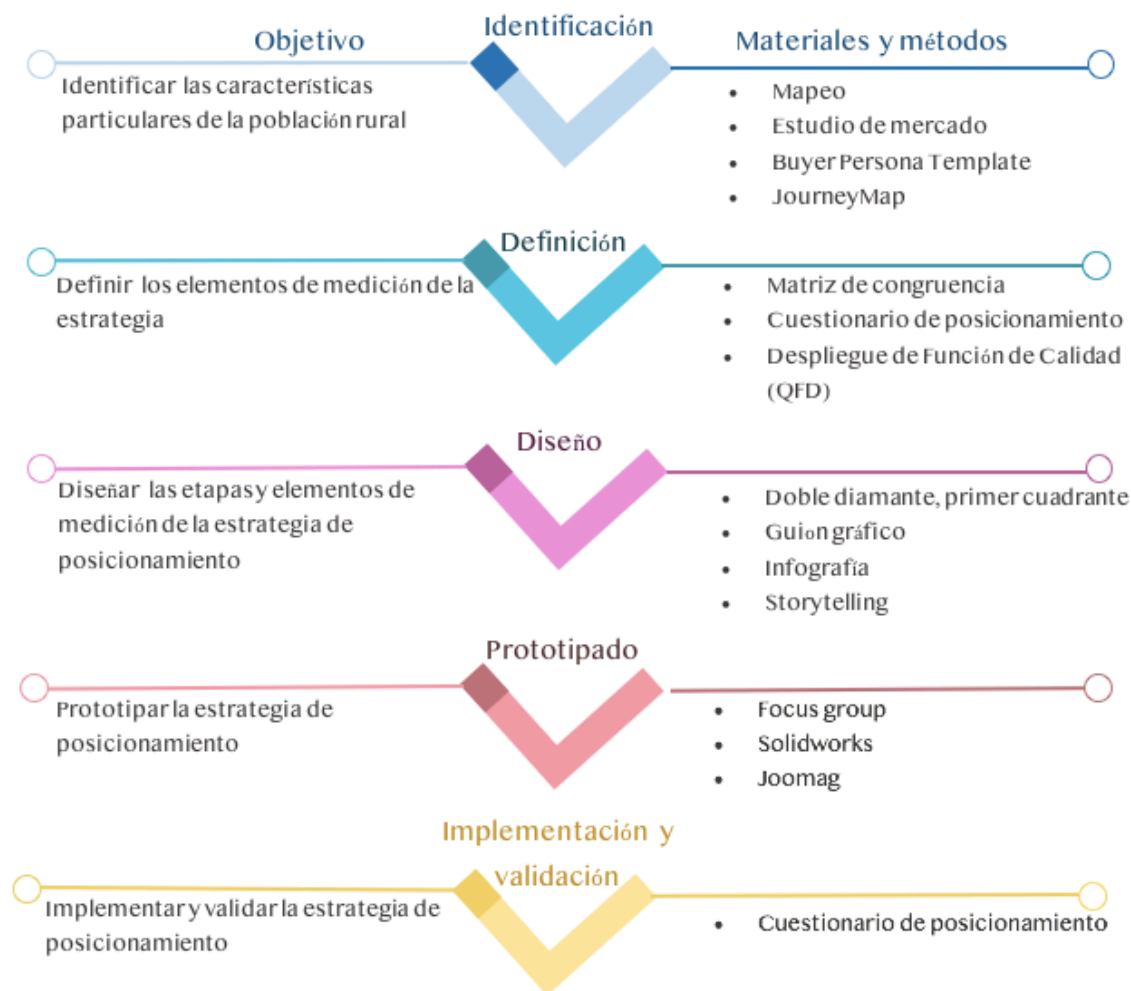 Identificación
Objetivo
Materiales y métodos
Identificar las características
particulares de la población rural
• Mapeo
• Estudio de mercado
• Buyer Persona Template
• JourneyMap
Definición
Definir los elementos de medición de la
estrategia
• Matriz de congruencia
• Cuestionario de posicionamiento
• Despliegue de Función de Calidad
(QFD)
Diseño
Diseñar las etapas y elementos de
medición de la estrategia de
posicionamiento
• Doble diamante, primer cuadrante
• Guion gráfico
• Infografía
• Storytelling
Prototipado
Prototipar la estrategia de
posicionamiento
• Focus group
• Solidworks
• Joomag
Implementación y
validación
Implementar y validar la estrategia de
posicionamiento
• Cuestionario de posicionamiento